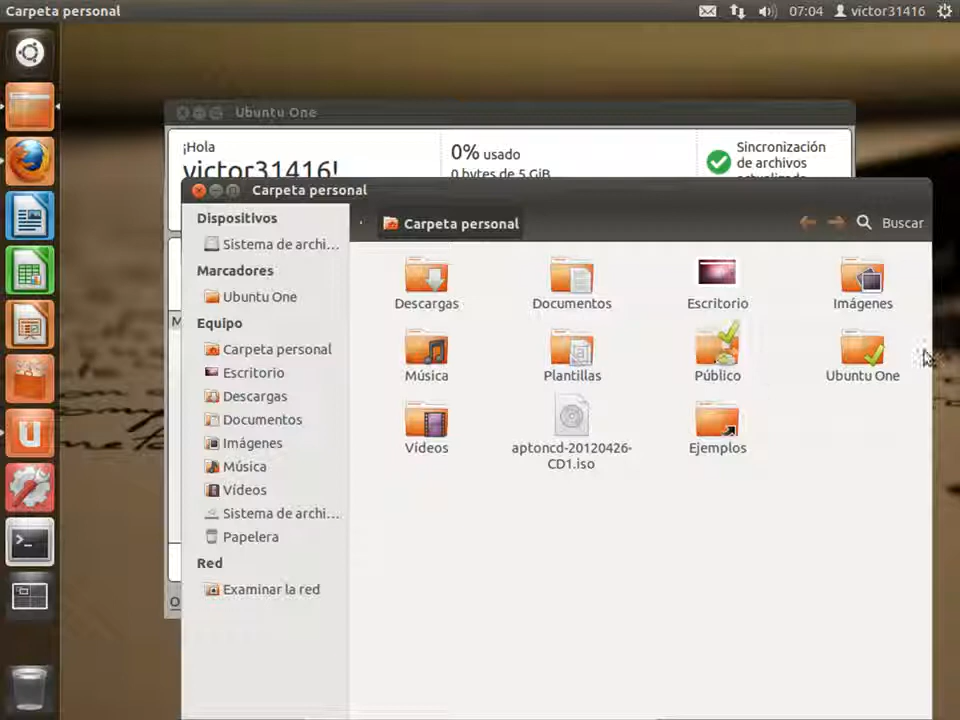 Carpeta personal
07:04 victor31416
Ubuntu One
¡Hola
victor31416!
0% usado
0 bytes de 5 GiB
Sincronización
de archivos
actualizada
Carpeta personal
Carpeta personal
Buscar
Dispositivos
Sistema de archi...
Marcadores
Ubuntu One
Equipo
Carpeta personal
Escritorio
Descargas
Documentos
Imágenes
Música
Vídeos
Sistema de archi...
Papelera
Red
Examinar la red
Descargas
Documentos
Escritorio
Imágenes
Música
Plantillas
Público
Ubuntu One
Vídeos
aptoncd-20120426-
CD1.iso
Ejemplos
M
O